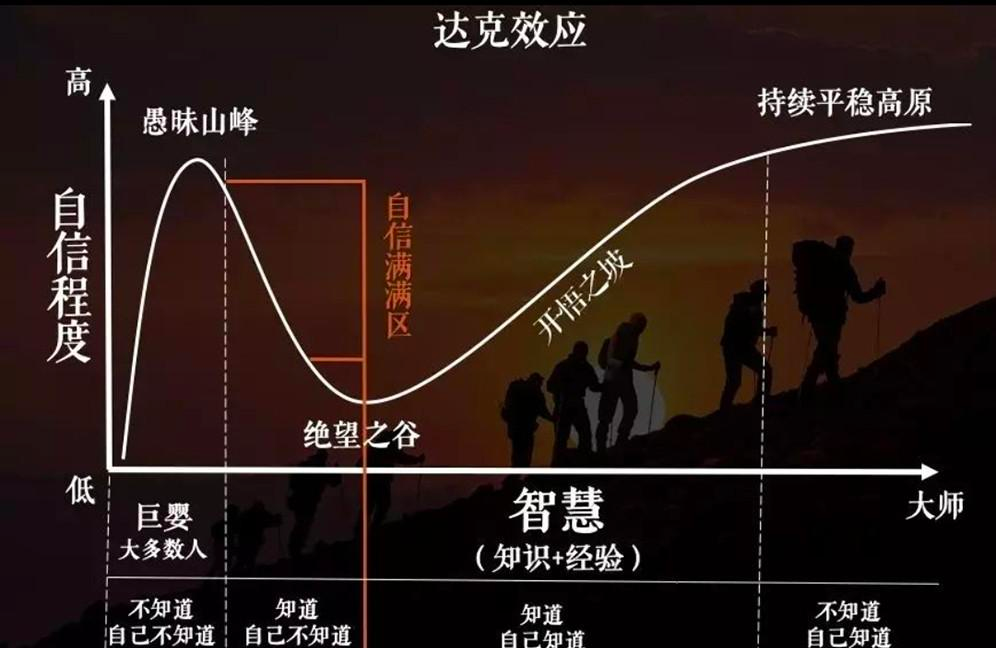 达克效应
高
愚昧山峰
持续平稳高原
自信程度
自信满满区
开悟之坡
绝望之谷
低
巨婴
大多数人
智慧
（知识+经验）
大师
不知道
自己不知道
知道
自己不知道
知道
自己知道
不知道
自己知道